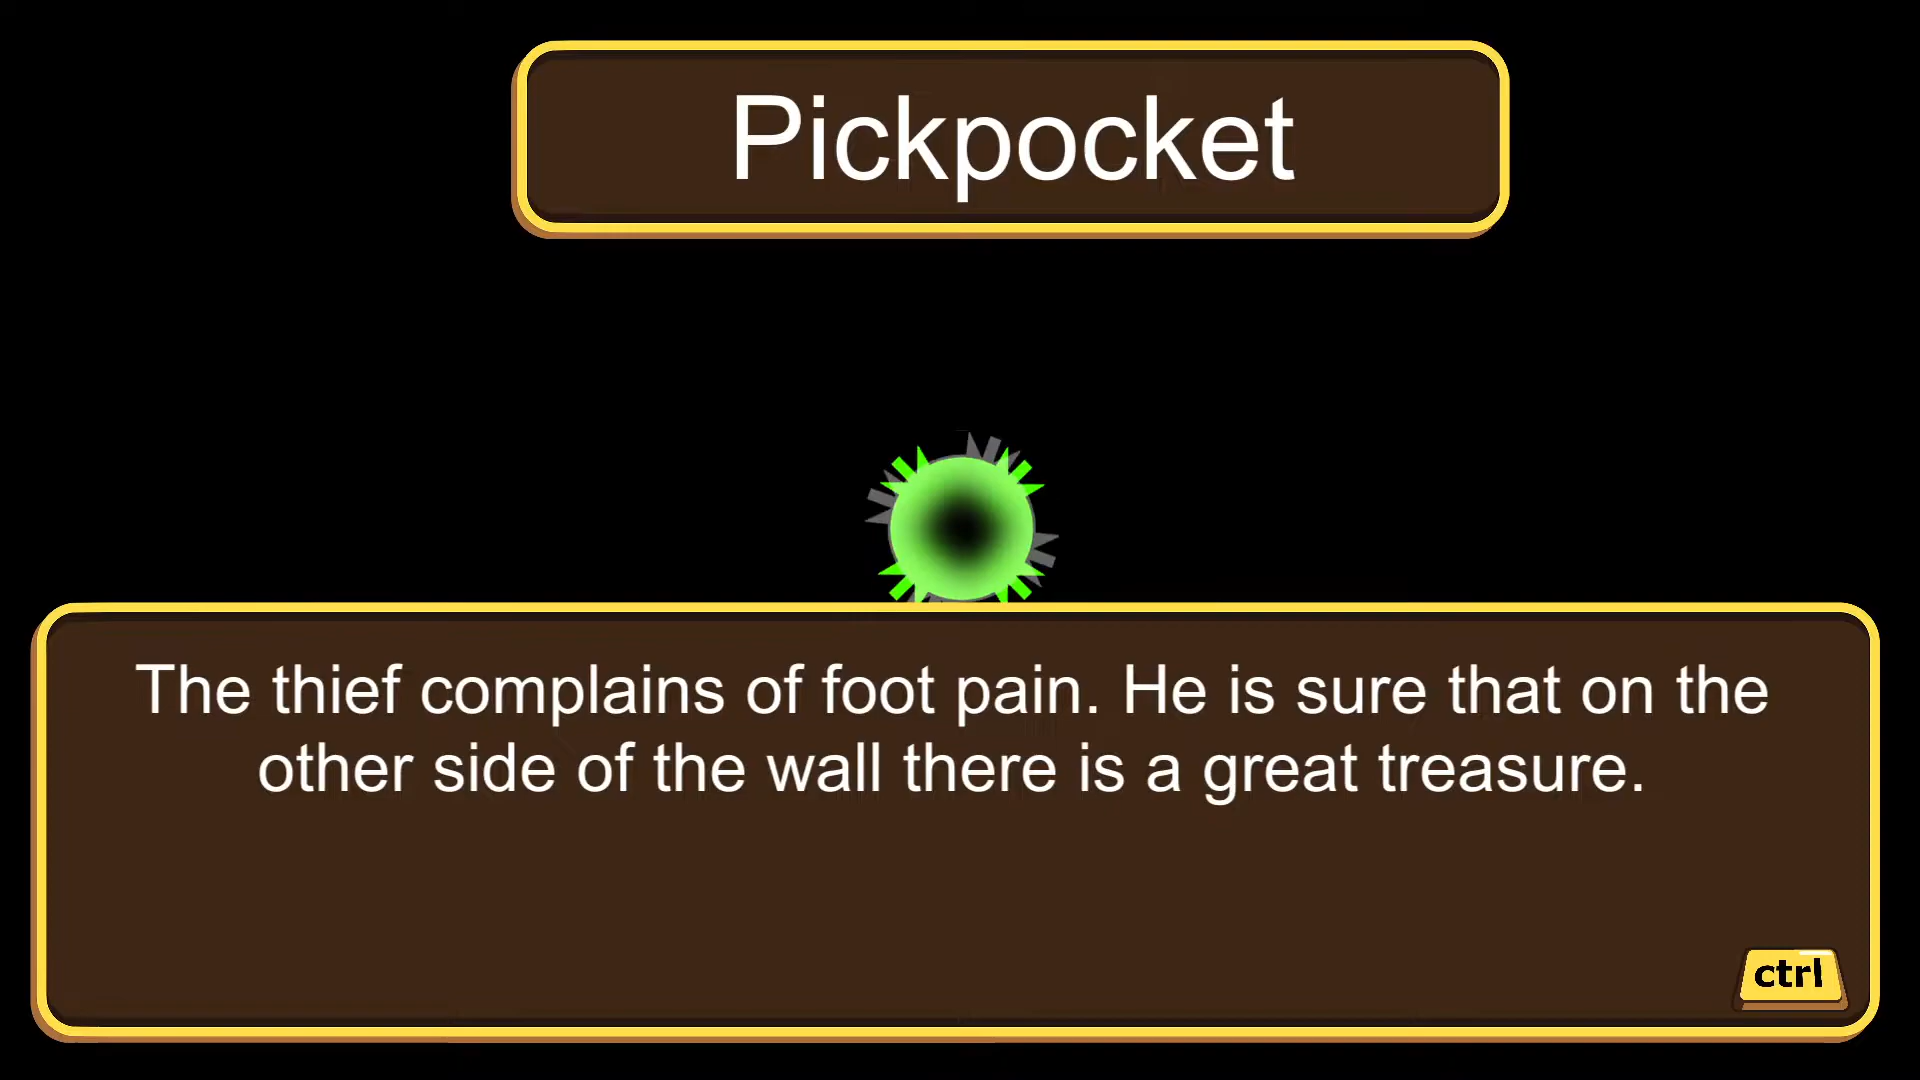 Pickpocket
The thief complains of foot pain. He is sure that on the
other side of the wall there is a great treasure.
ctrl